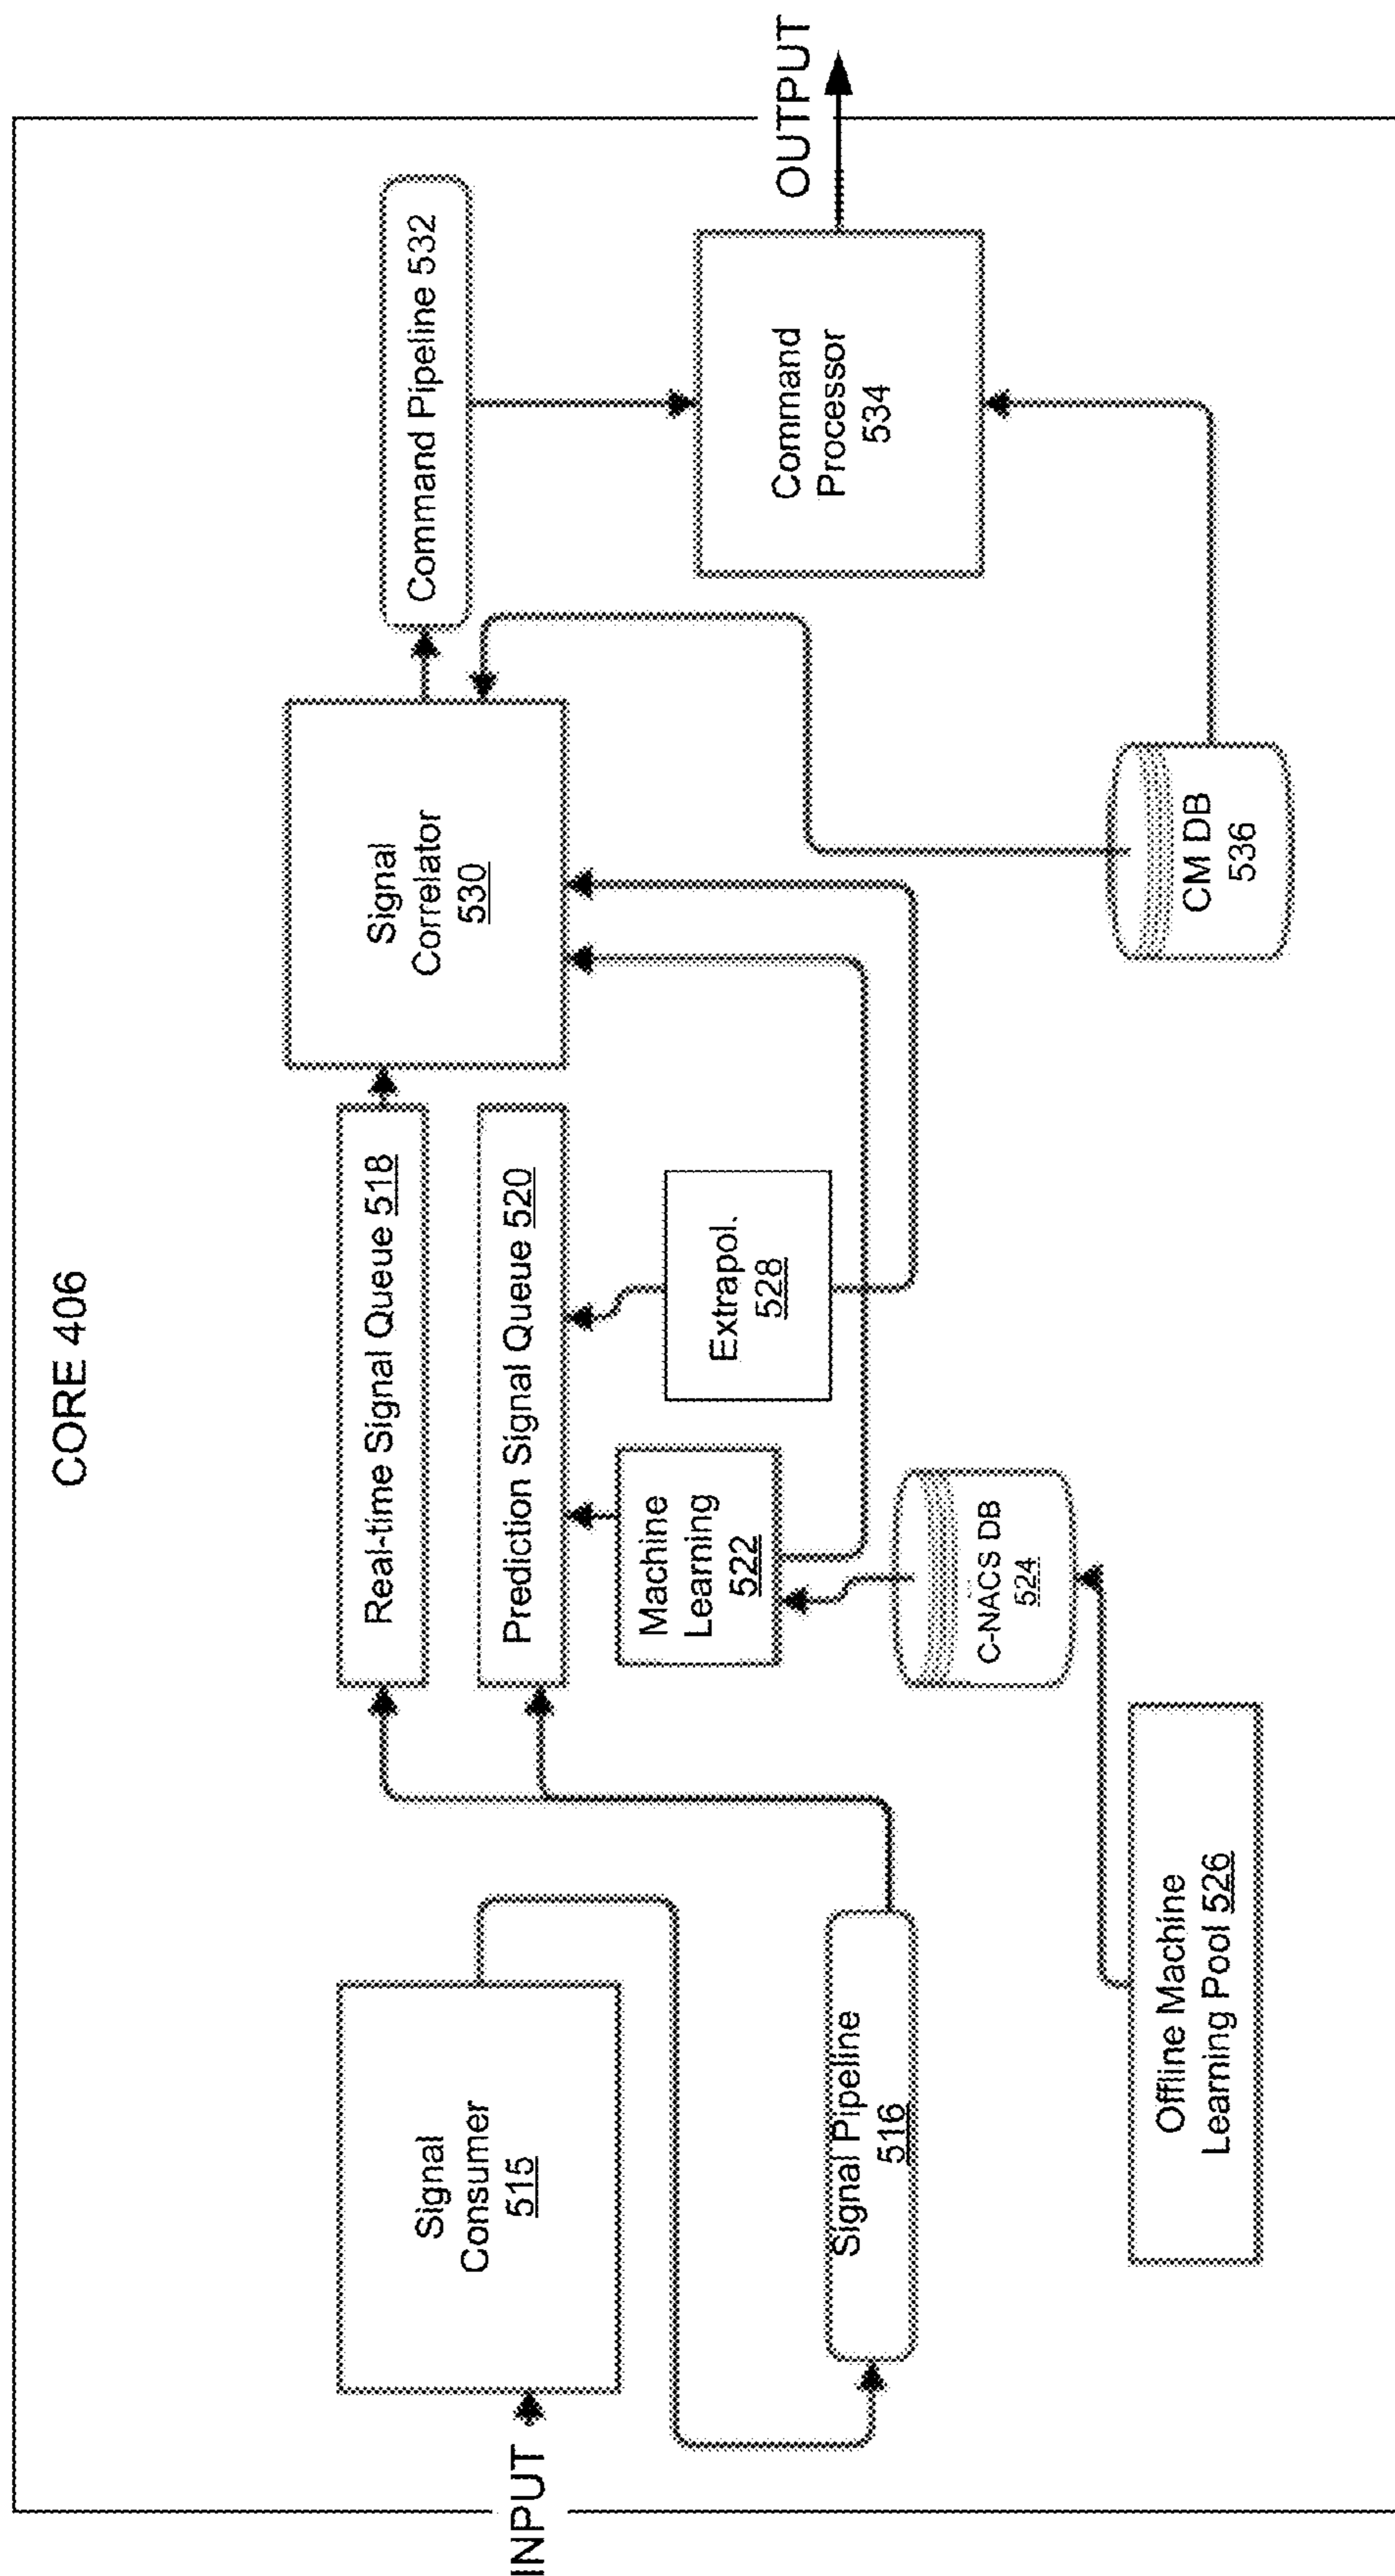 CORE 406
INPUT
Signal
Consumer
515
Signal Pipeline
516
Offline Machine
Learning Pool 526
Real-time Signal Queue 518
Prediction Signal Queue 520
Machine
Learning
522
Extrapol.
528
C-NACS DB
524
Signal
Correlator
530
Command Pipeline 532
Command
Processor
534
CM DB
536
OUTPUT